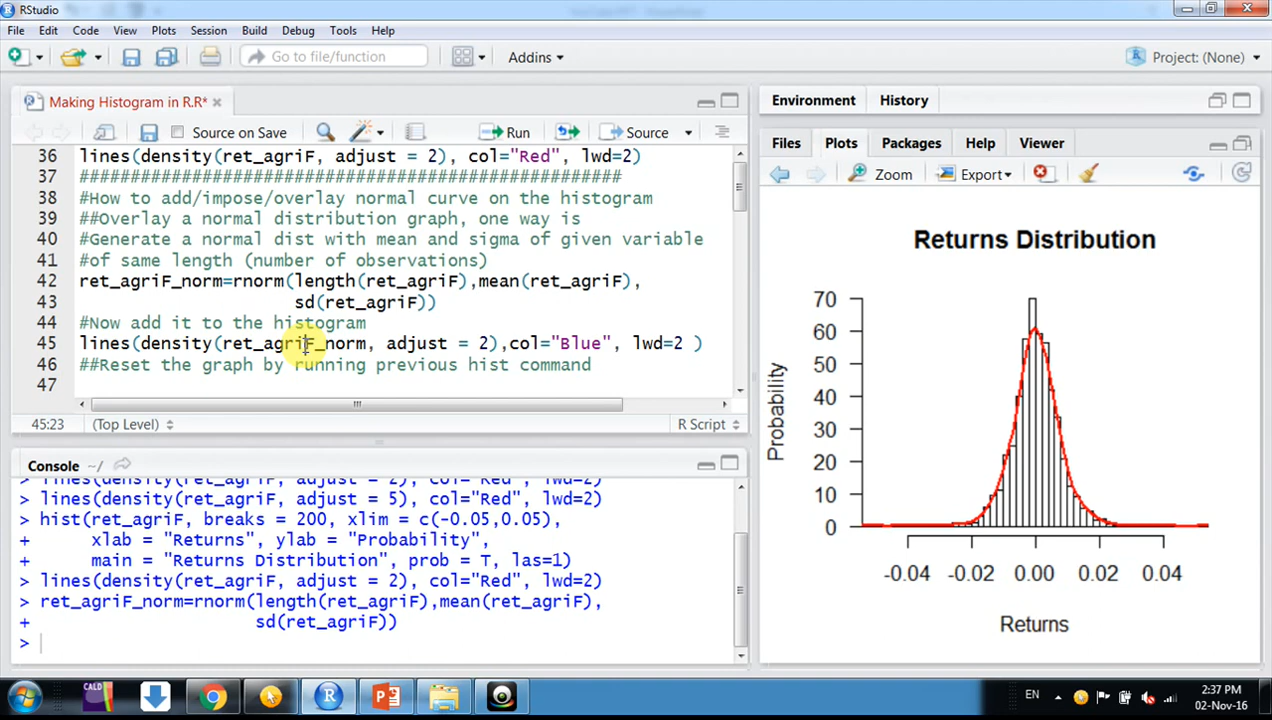 RStudio
File Edit Code View Plots Session Build Debug Tools Help
Go to file/function
Addins
Project: (None)
Making Histogram in R.R*
Source on Save
Run
Source
36 lines(density(ret_agriF, adjust = 2), col="Red", lwd=2)
37 #####################################################
38 #How to add/impose/overlay normal curve on the histogram
39 ##Overlay a normal distribution graph, one way is
40 #Generate a normal dist with mean and sigma of given variable
41 #of same length (number of observations)
42 ret_agriF_norm=rnorm(length(ret_agriF),mean(ret_agriF),
43 sd(ret_agriF))
44 #Now add it to the histogram
45 lines(density(ret_agriF_norm, adjust = 2),col="Blue", lwd=2 )
46 ##Reset the graph by running previous hist command
47
45:23 (Top Level) R Script
Console ~/
> lines(density(ret_agriF, adjust = 2), col="Red", lwd=2)
> lines(density(ret_agriF, adjust = 5), col="Red", lwd=2)
> hist(ret_agriF, breaks = 200, xlim = c(-0.05,0.05),
+ xlab = "Returns", ylab = "Probability",
+ main = "Returns Distribution", prob = T, las=1)
> lines(density(ret_agriF, adjust = 2), col="Red", lwd=2)
> ret_agriF_norm=rnorm(length(ret_agriF),mean(ret_agriF),
+ sd(ret_agriF))
>
Environment History
Files Plots Packages Help Viewer
Zoom Export
Returns Distribution
Probability
70
60
50
40
30
20
10
0
-0.04 -0.02 0.00 0.02 0.04
Returns
CALD
EN
2:37 PM
02-Nov-16